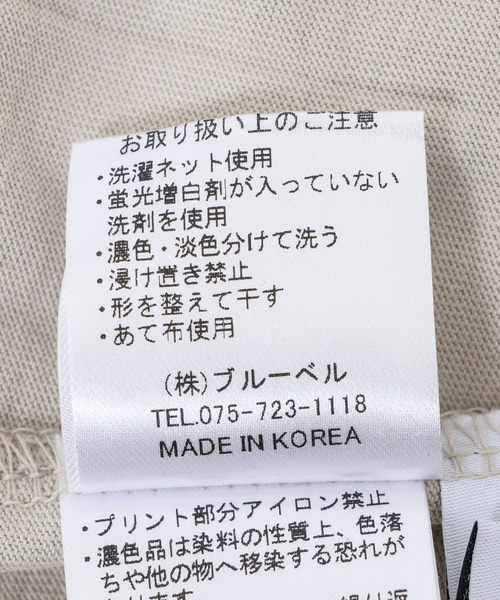 お取り扱い上のご注意
・洗濯ネット使用
・蛍光増白剤が入っていない
洗剤を使用
・濃色・淡色分けて洗う
・浸け置き禁止
・形を整えて干す
・あて布使用
(株)ブルーベル
TEL.075-723-1118
MADE IN KOREA
・プリント部分アイロン禁止
・濃色品は染料の性質上、色落
ちや他の物へ移染する恐れが